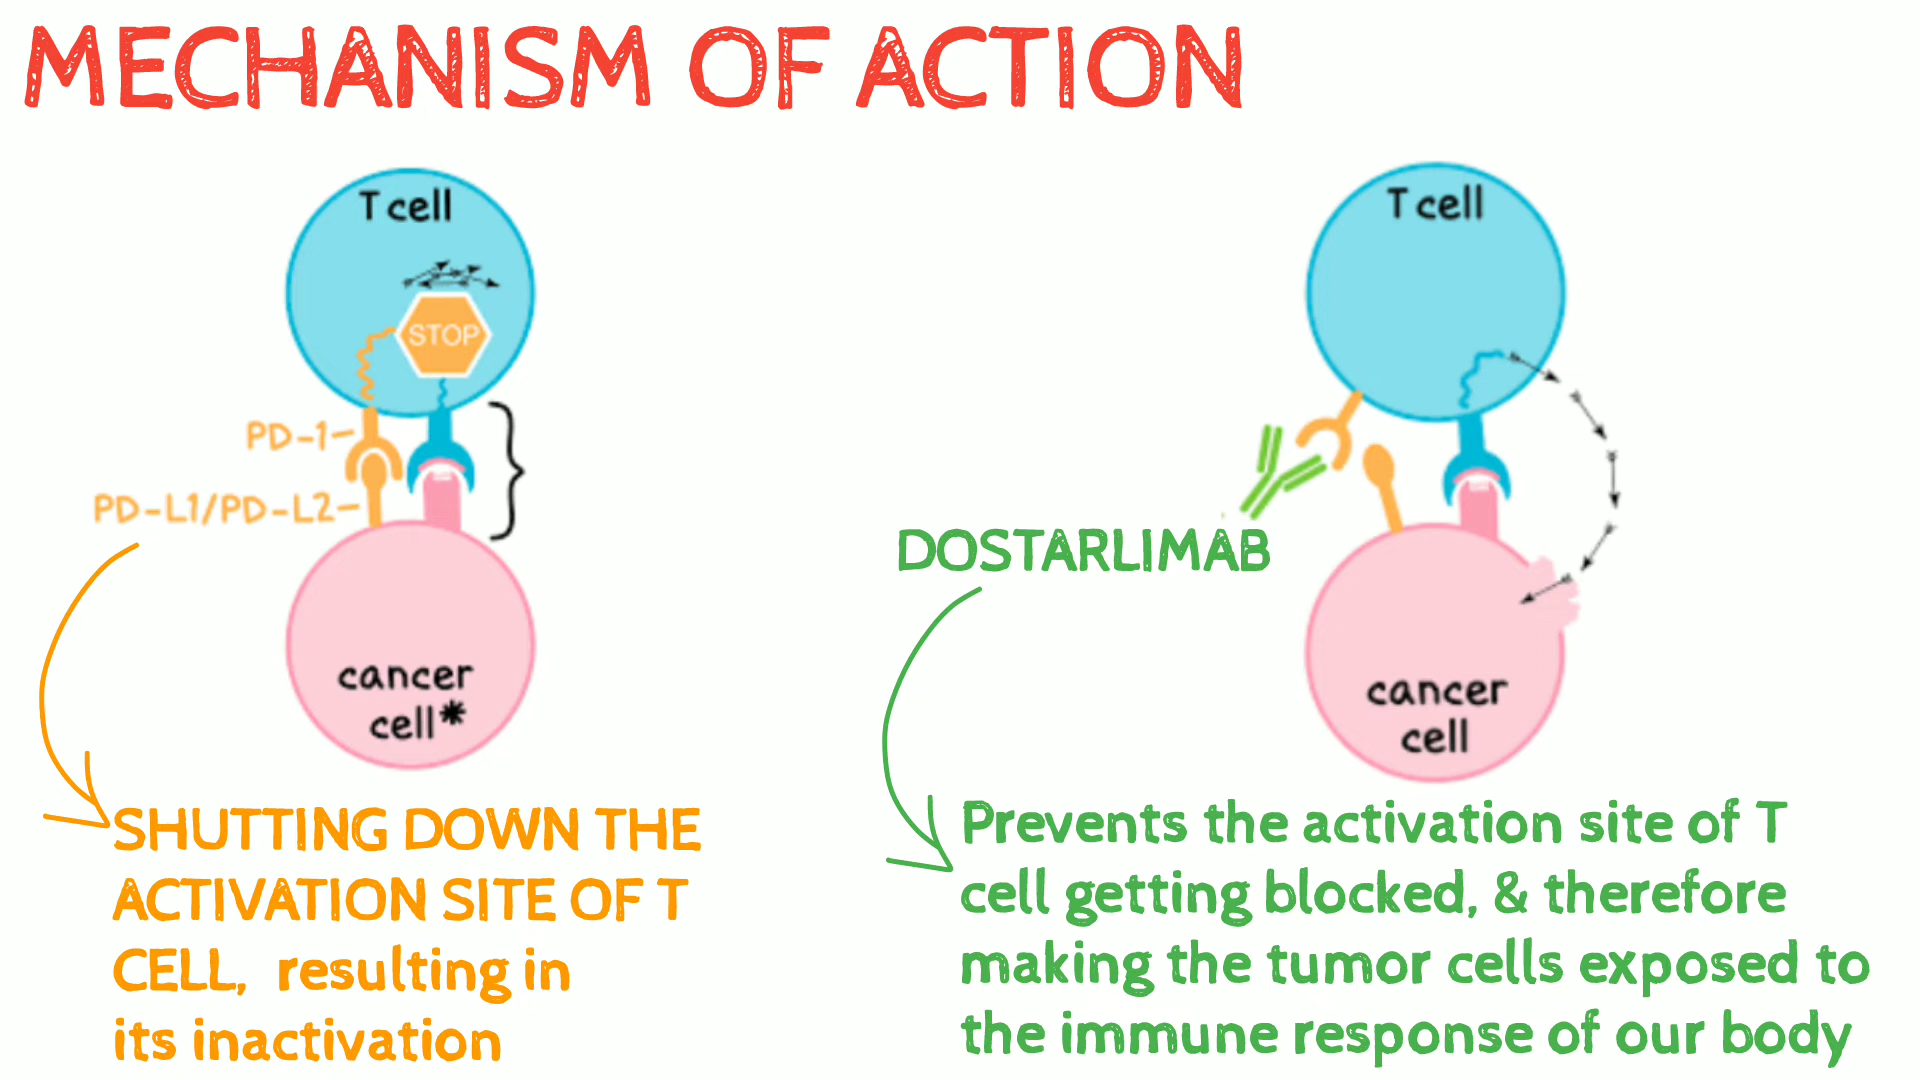 MECHANISM OF ACTION
T cell
STOP
PD-1
PD-L1/PD-L2
cancer
cell*
SHUTTING DOWN THE
ACTIVATION SITE OF T
CELL, resulting in
its inactivation
T cell
DOSTARLIMAB
cancer
cell
Prevents the activation site of T
cell getting blocked, & therefore
making the tumor cells exposed to
the immune response of our body